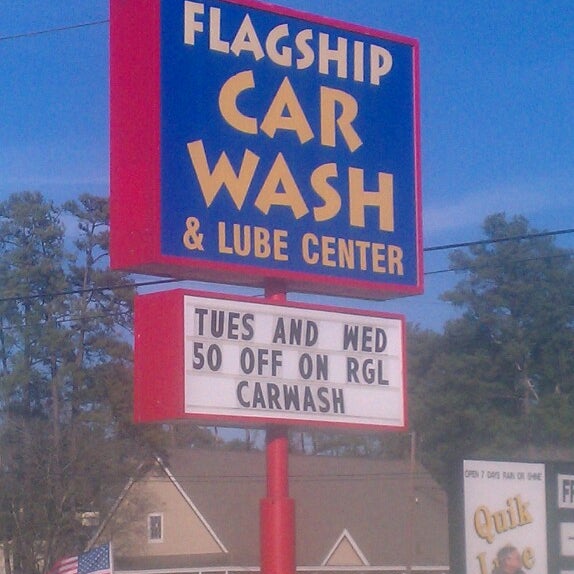 FLAGSHIP
CAR
WASH
& LUBE CENTER
TUES AND WED
50 OFF ON RGL
CARWASH
OPEN 7 DAYS RAIN OR SHINE
Quik